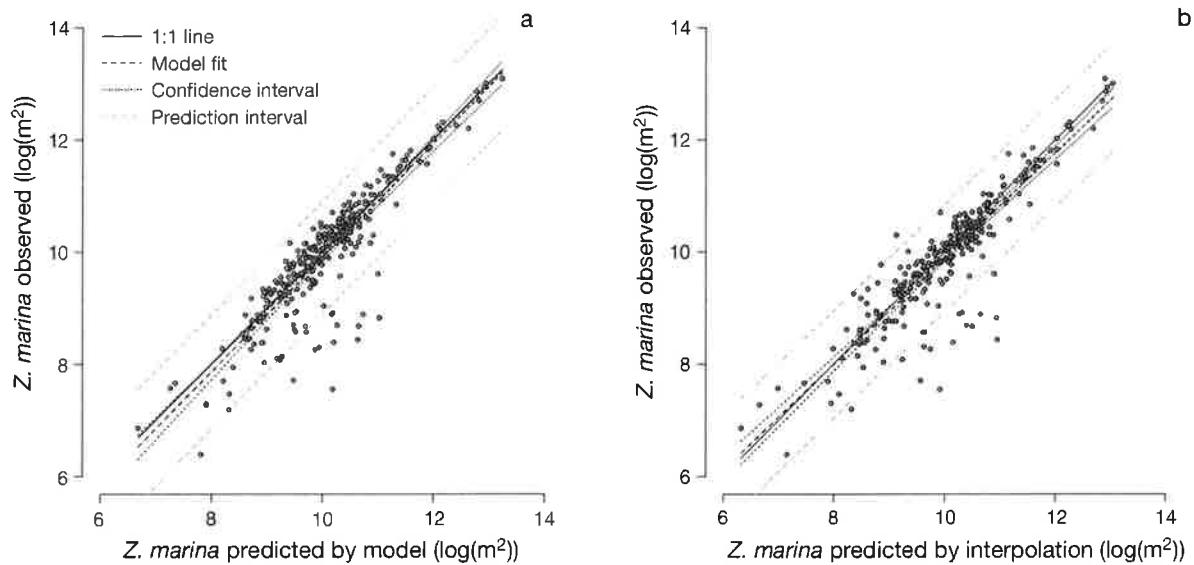 a
14
12
10
8
6
1:1 line
Model fit
Confidence interval
Prediction interval
Z. marina observed (log(m²))
6 8 10 12 14
Z. marina predicted by model (log(m²))
b
14
12
10
8
6
Z. marina observed (log(m²))
6 8 10 12 14
Z. marina predicted by interpolation (log(m²))